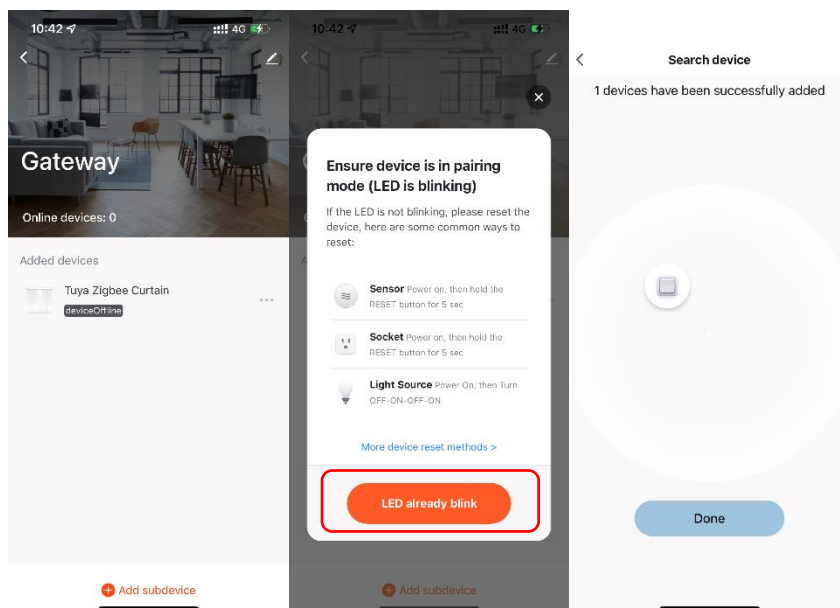 10:42
4G
Gateway
Online devices: 0
Added devices
Tuya Zigbee Curtain
deviceOffline
Add subdevice
10:42
4G
Ensure device is in pairing
mode (LED is blinking)
If the LED is not blinking, please reset the
device, here are some common ways to
reset:
Sensor Power on, then hold the
RESET button for 5 sec
Socket Power on, then hold the
RESET button for 5 sec
Light Source Power On, then Turn
OFF-ON-OFF-ON
More device reset methods >
LED already blink
Add subdevice
Search device
1 devices have been successfully added
Done